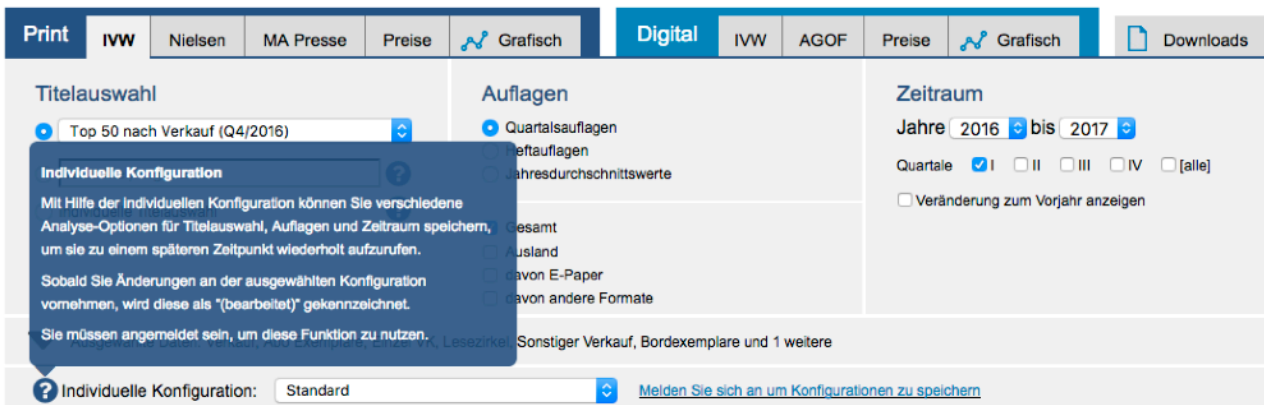 Print IVW Nielsen MA Presse Preise Grafisch Digital IVW AGOF Preise Grafisch Downloads
Titelauswahl
Top 50 nach Verkauf (Q4/2016)
Individuelle Konfiguration
Mit Hilfe der individuellen Konfiguration können Sie verschiedene
Analyse-Optionen für Titelauswahl, Auflagen und Zeitraum speichern,
um sie zu einem späteren Zeitpunkt wiederholt aufzurufen.
Sobald Sie Änderungen an der ausgewählten Konfiguration
vornehmen, wird diese als "(bearbeitet)" gekennzeichnet.
Sie müssen angemeldet sein, um diese Funktion zu nutzen.
Auflagen
Quartalsauflagen
Heftauflagen
Jahresdurchschnittswerte
Gesamt
Ausland
davon E-Paper
davon andere Formate
Zeitraum
Jahre 2016 bis 2017
Quartale I II III IV [alle]
Veränderung zum Vorjahr anzeigen
Lesezirkel, Sonstiger Verkauf, Bordexemplare und 1 weitere
? Individuelle Konfiguration: Standard Melden Sie sich an um Konfigurationen zu speichern